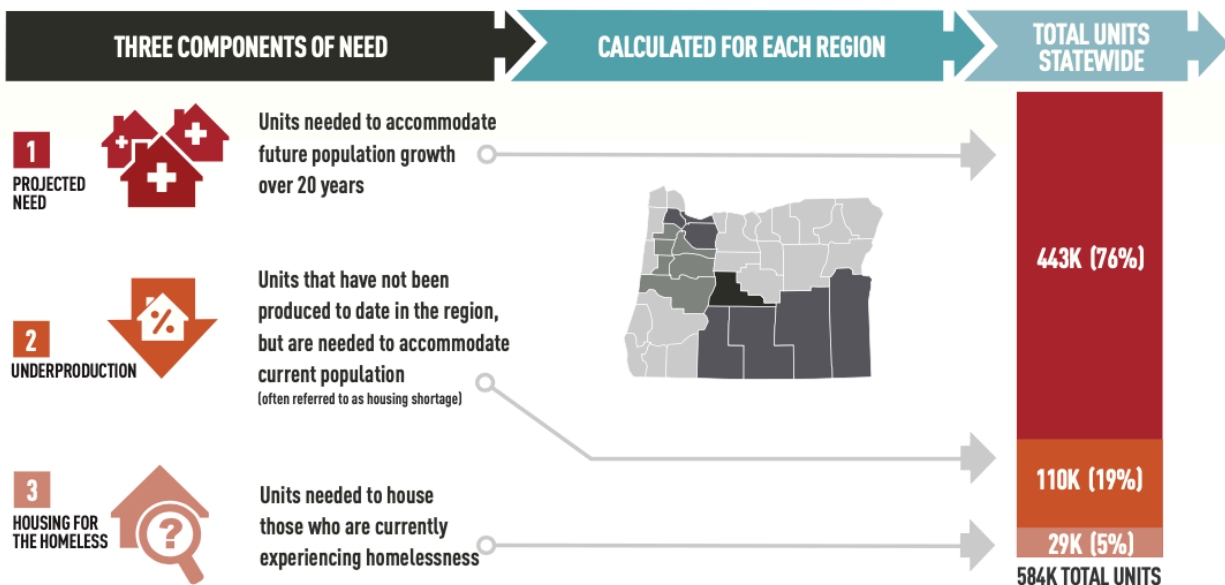 THREE COMPONENTS OF NEED
CALCULATED FOR EACH REGION
TOTAL UNITS
STATEWIDE
1
PROJECTED
NEED
Units needed to accommodate
future population growth
over 20 years
2
UNDERPRODUCTION
%
Units that have not been
produced to date in the region,
but are needed to accommodate
current population
(often referred to as housing shortage)
3
HOUSING FOR
THE HOMELESS
?
Units needed to house
those who are currently
experiencing homelessness
443K (76%)
110K (19%)
29K (5%)
584K TOTAL UNITS